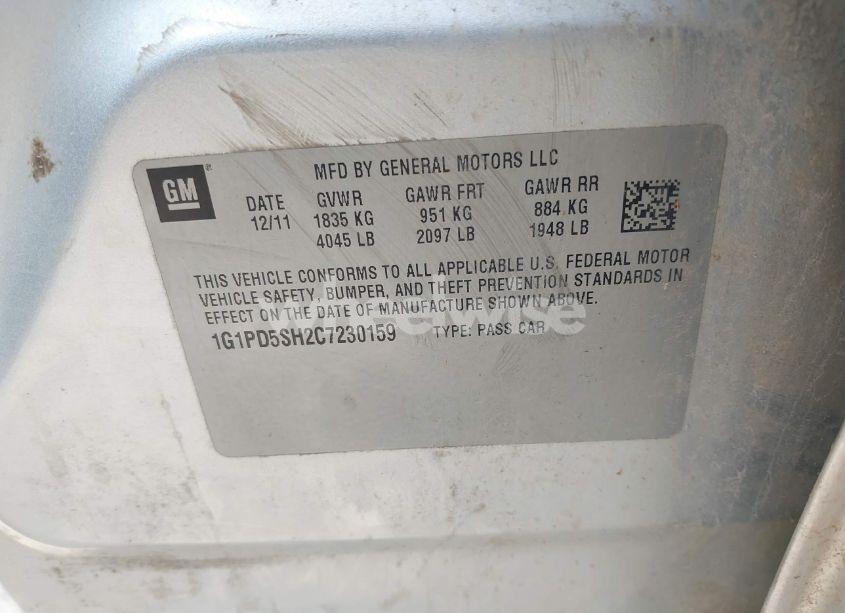 GM
MFD BY GENERAL MOTORS LLC
DATE GVWR GAWR FRT GAWR RR
12/11 1835 KG 951 KG 884 KG
4045 LB 2097 LB 1948 LB
THIS VEHICLE CONFORMS TO ALL APPLICABLE U.S. FEDERAL MOTOR
VEHICLE SAFETY, BUMPER, AND THEFT PREVENTION STANDARDS IN
EFFECT ON THE DATE OF MANUFACTURE SHOWN ABOVE.
1G1PD5SH2C7230159 TYPE: PASS CAR